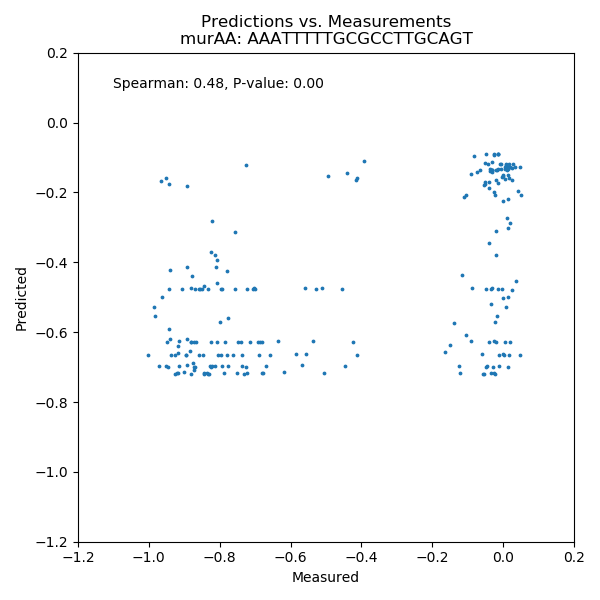 Predictions vs. Measurements
murAA: AAATTTTTGCGCCTTGCAGT
Spearman: 0.48, P-value: 0.00
0.2
0.0
−0.2
−0.4
−0.6
−0.8
−1.0
−1.2
Predicted
−1.2 −1.0 −0.8 −0.6 −0.4 −0.2 0.0 0.2
Measured